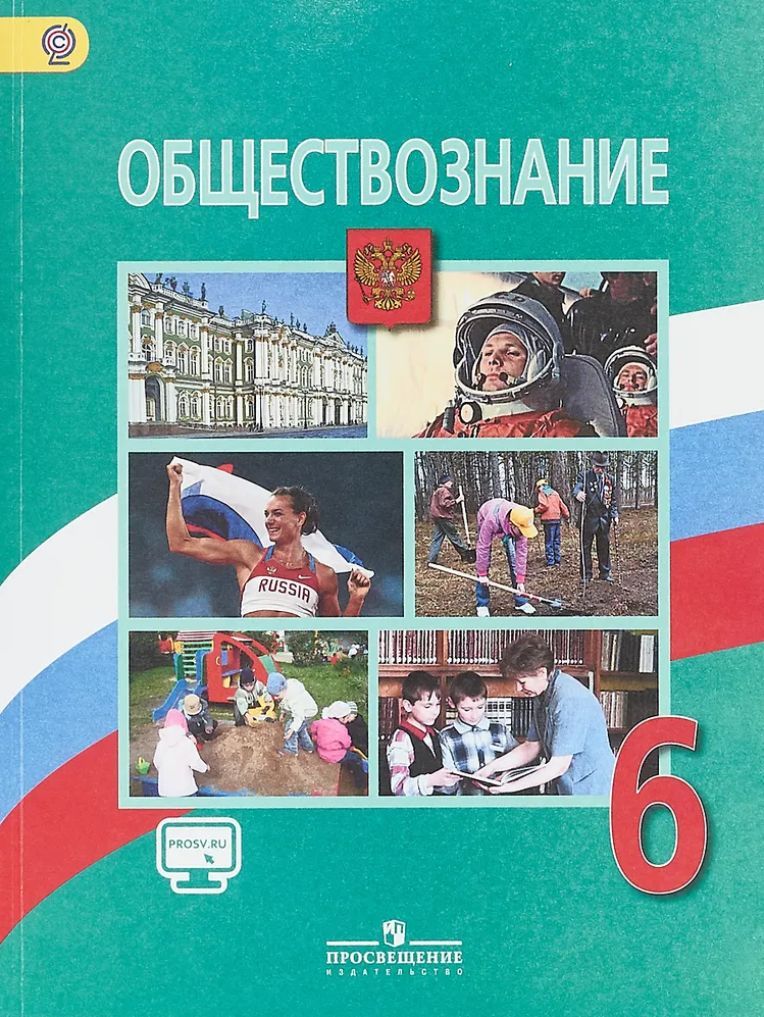 ОБЩЕСТВОЗНАНИЕ
RUSSIA
6
PROSV.RU
ПРОСВЕЩЕНИЕ
ИЗДАТЕЛЬСТВО